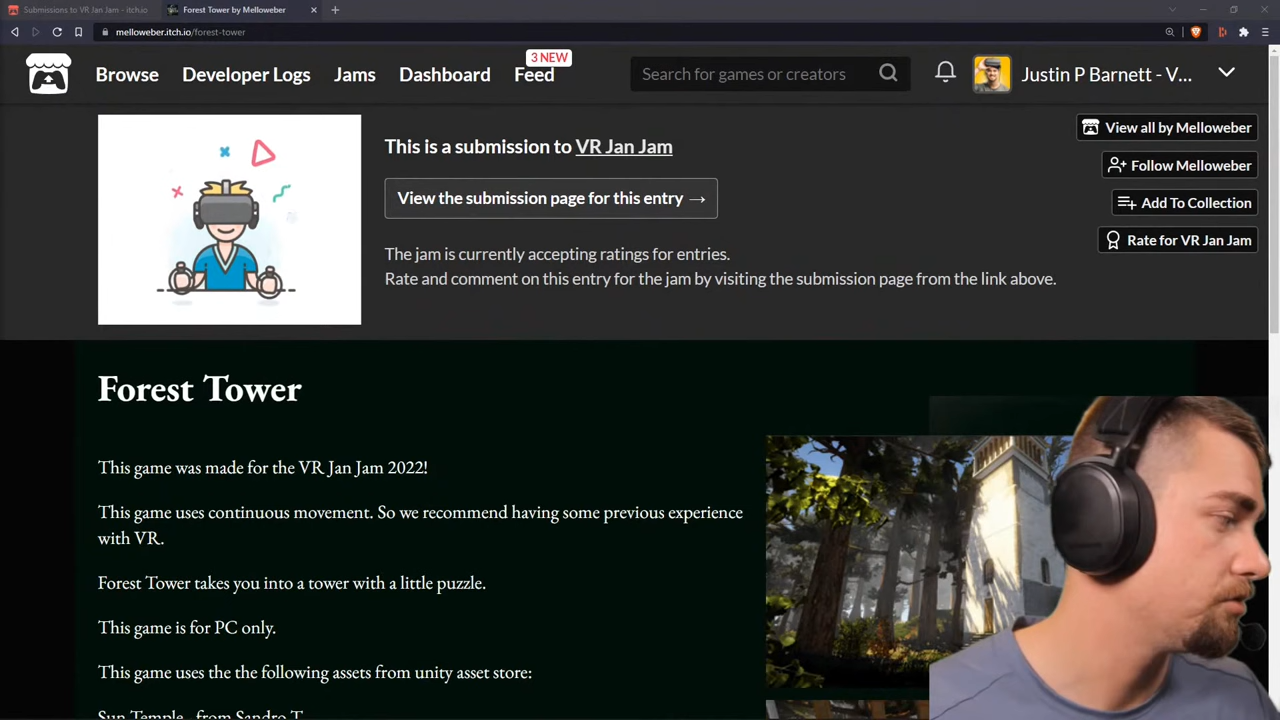 Submissions to VR Jan Jam - itch.io
Forest Tower by Melloweber
melloweber.itch.io/forest-tower
3 NEW
Browse
Developer Logs
Jams
Dashboard
Feed
Search for games or creators
Justin P Barnett - V...
This is a submission to VR Jan Jam
View all by Melloweber
Follow Melloweber
View the submission page for this entry →
Add To Collection
Rate for VR Jan Jam
The jam is currently accepting ratings for entries.
Rate and comment on this entry for the jam by visiting the submission page from the link above.
Forest Tower
This game was made for the VR Jan Jam 2022!
This game uses continuous movement. So we recommend having some previous experience
with VR.
Forest Tower takes you into a tower with a little puzzle.
This game is for PC only.
This game uses the the following assets from unity asset store:
Sun Temple - from Sandro T